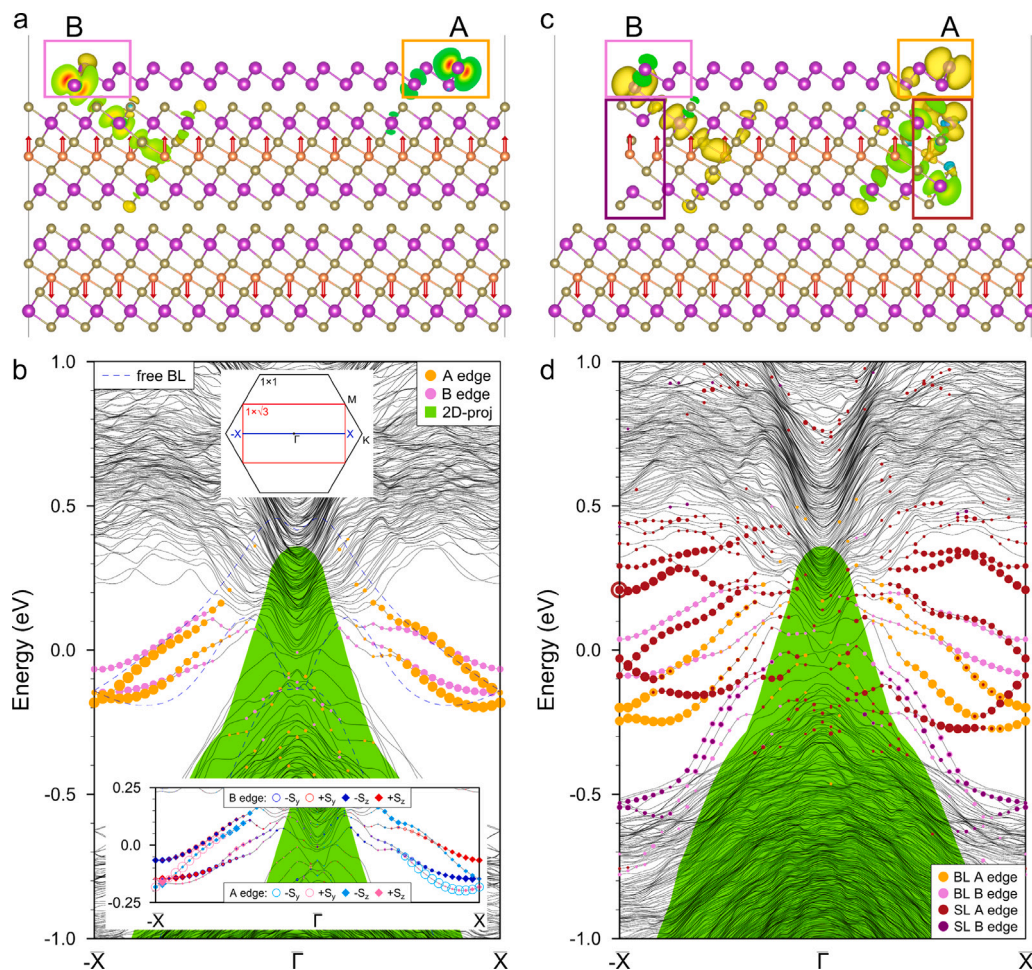 a
B
A
c
B
A
b
1.0
0.5
0.0
-0.5
-1.0
Energy (eV)
free BL
A edge
B edge
2D-proj
1×1
1×√3
M
-X
Γ̅
X
K
0.25
0.0
-0.25
B edge: -Sy +Sy -Sz +Sz
A edge: -Sy +Sy -Sz +Sz
-X̅
Γ̅
X̅
-X̅
Γ̅
X̅
d
1.0
0.5
0.0
-0.5
-1.0
Energy (eV)
BL A edge
BL B edge
SL A edge
SL B edge
-X̅
Γ̅
X̅